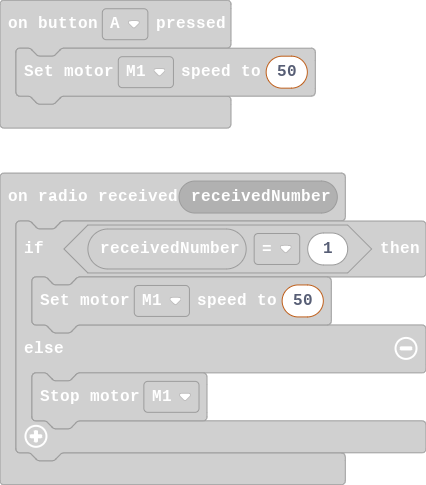 on button A pressed
Set motor M1 speed to 50
on radio received receivedNumber
if receivedNumber = 1 then
Set motor M1 speed to 50
else
Stop motor M1